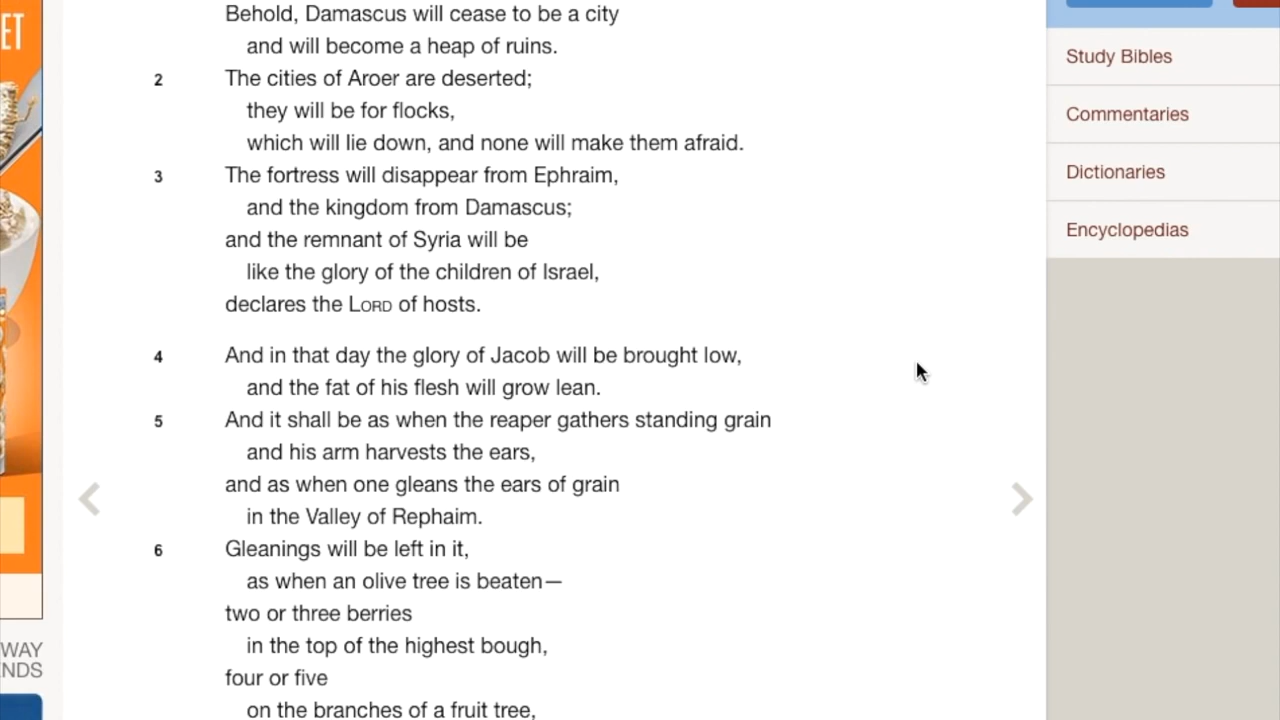 ET
Behold, Damascus will cease to be a city
and will become a heap of ruins.
2 The cities of Aroer are deserted;
they will be for flocks,
which will lie down, and none will make them afraid.
3 The fortress will disappear from Ephraim,
and the kingdom from Damascus;
and the remnant of Syria will be
like the glory of the children of Israel,
declares the LORD of hosts.
4 And in that day the glory of Jacob will be brought low,
and the fat of his flesh will grow lean.
5 And it shall be as when the reaper gathers standing grain
and his arm harvests the ears,
and as when one gleans the ears of grain
in the Valley of Rephaim.
6 Gleanings will be left in it,
as when an olive tree is beaten—
two or three berries
in the top of the highest bough,
four or five
on the branches of a fruit tree,
WAY
NDS
Study Bibles
Commentaries
Dictionaries
Encyclopedias